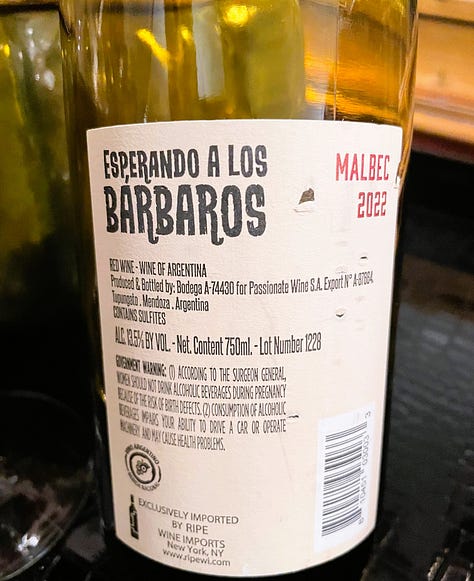 ESPERANDO A LOS
BÁRBAROS
MALBEC
2022
RED WINE - WINE OF ARGENTINA
Produced & Bottled by: Bodega A-74430 for Passionate Wine S.A. Export Nº A-87664.
Tupungato . Mendoza . Argentina
CONTAINS SULFITES
ALC. 13.5% BY VOL - Net. Content 750ml. - Lot Number 1228
GOVERNMENT WARNING: (1) ACCORDING TO THE SURGEON GENERAL,
WOMEN SHOULD NOT DRINK ALCOHOLIC BEVERAGES DURING PREGNANCY
BECAUSE OF THE RISK OF BIRTH DEFECTS. (2) CONSUMPTION OF ALCOHOLIC
BEVERAGES IMPAIRS YOUR ABILITY TO DRIVE A CAR OR OPERATE
MACHINERY AND MAY CAUSE HEALTH PROBLEMS.
ARGENTINO
EXCLUSIVELY IMPORTED
BY RIPE
WINE IMPORTS
New York, NY
www.ripewi.com